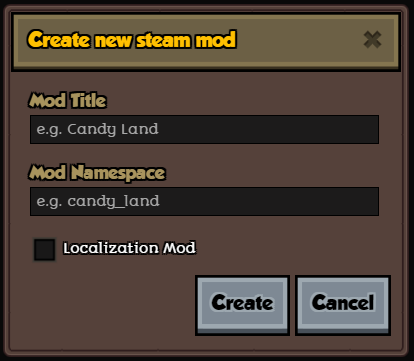 Create new steam mod
Mod Title
e.g. Candy Land
Mod Namespace
e.g. candy_land
Localization Mod
Create Cancel